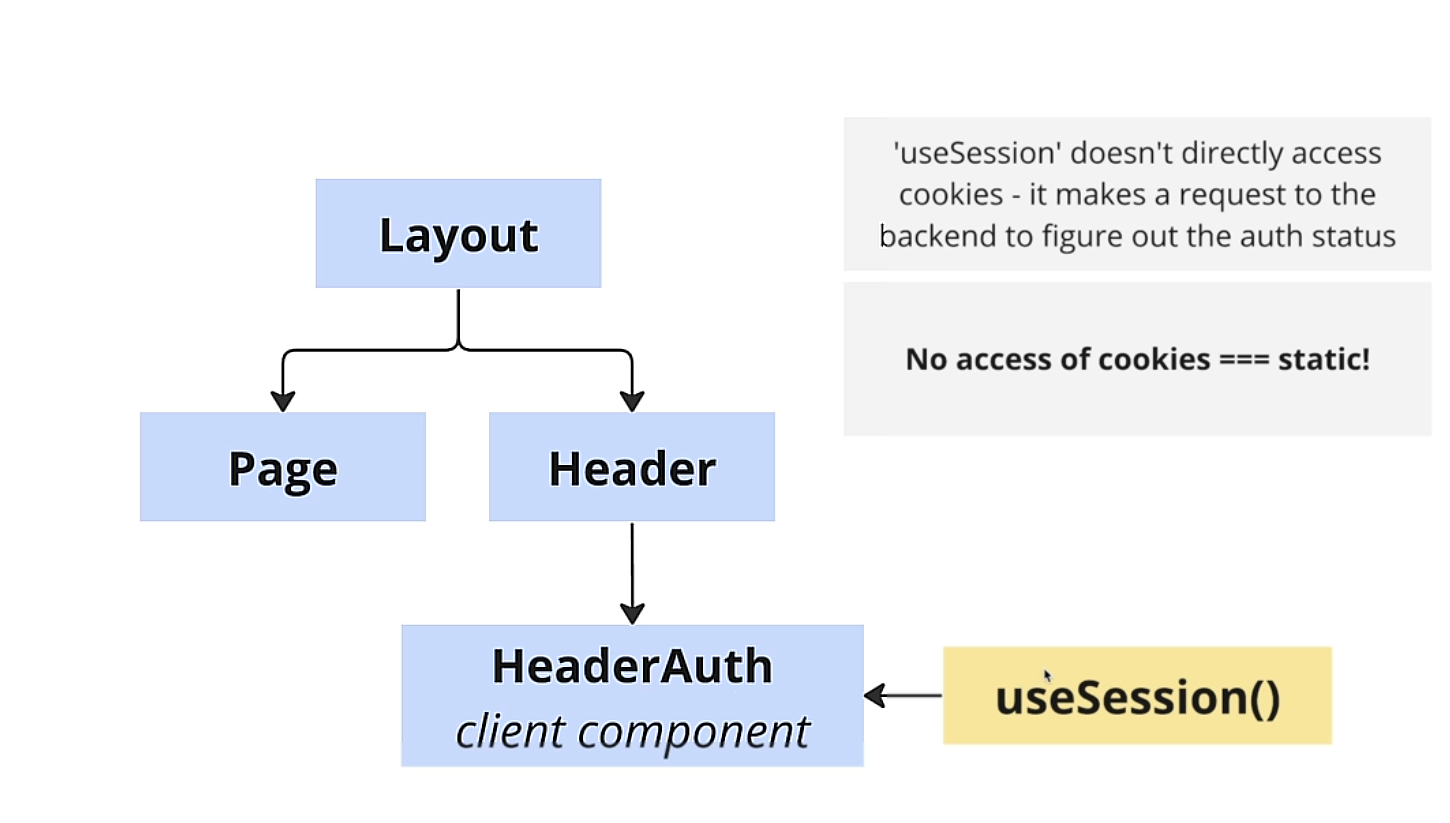 'useSession' doesn't directly access
cookies - it makes a request to the
backend to figure out the auth status
Layout
No access of cookies === static!
Page
Header
HeaderAuth
client component
useSession()